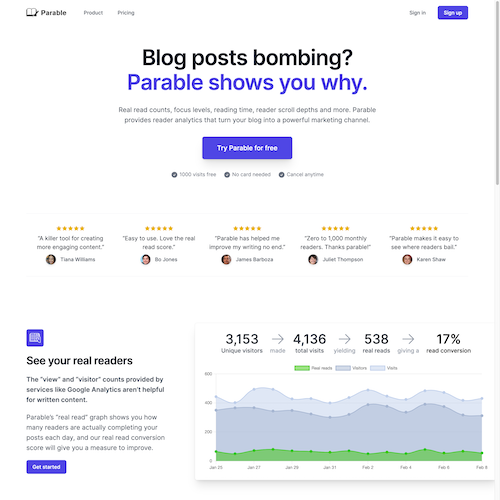 Parable
Product
Pricing
Sign in
Sign up
Blog posts bombing?
Parable shows you why.
Real read counts, focus levels, reading time, reader scroll depths and more. Parable
provides reader analytics that turn your blog into a powerful marketing channel.
Try Parable for free
1000 visits free
No card needed
Cancel anytime
"A killer tool for creating
more engaging content."
Tiana Williams
"Easy to use. Love the real
read score."
Bo Jones
"Parable has helped me
improve my writing no end."
James Barboza
"Zero to 1,000 monthly
readers. Thanks parable!"
Juliet Thompson
"Parable makes it easy to
see where readers bail."
Karen Shaw
See your real readers
The "view" and "visitor" counts provided by
services like Google Analytics aren't helpful
for written content.
Parable's "real read" graph shows you how
many readers are actually completing your
posts each day, and our real read conversion
score will give you a measure to improve.
Get started
3,153
Unique visitors
made
4,136
total visits
yielding
538
real reads
giving a
17%
read conversion
Real reads
Visitors
Visits
600
400
200
0
Jan 25
Jan 27
Jan 29
Jan 31
Feb 2
Feb 4
Feb 6
Feb 8